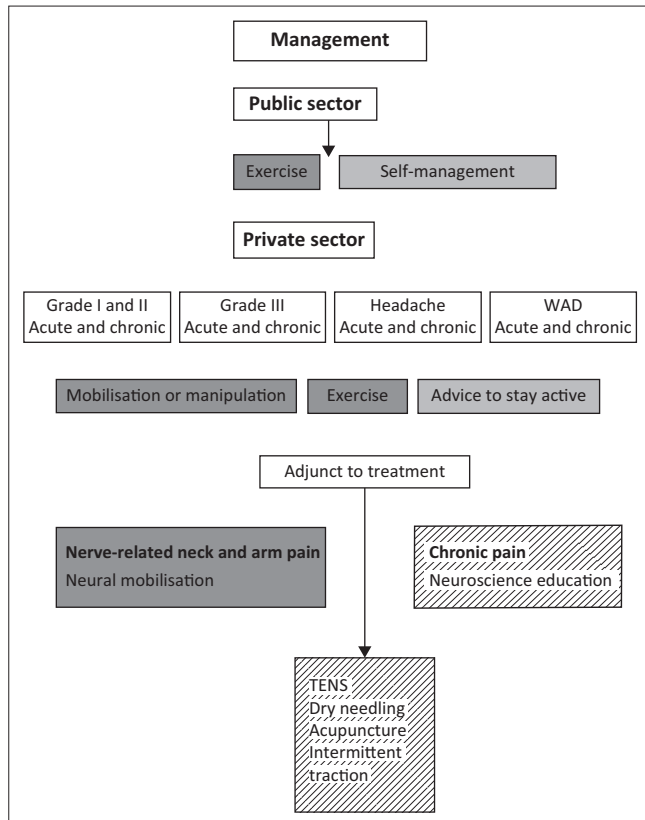 Management
Public sector
Exercise
Self-management
Private sector
Grade I and II
Acute and chronic
Grade III
Acute and chronic
Headache
Acute and chronic
WAD
Acute and chronic
Mobilisation or manipulation
Exercise
Advice to stay active
Adjunct to treatment
Nerve-related neck and arm pain
Neural mobilisation
Chronic pain
Neuroscience education
TENS
Dry needling
Acupuncture
Intermittent
traction